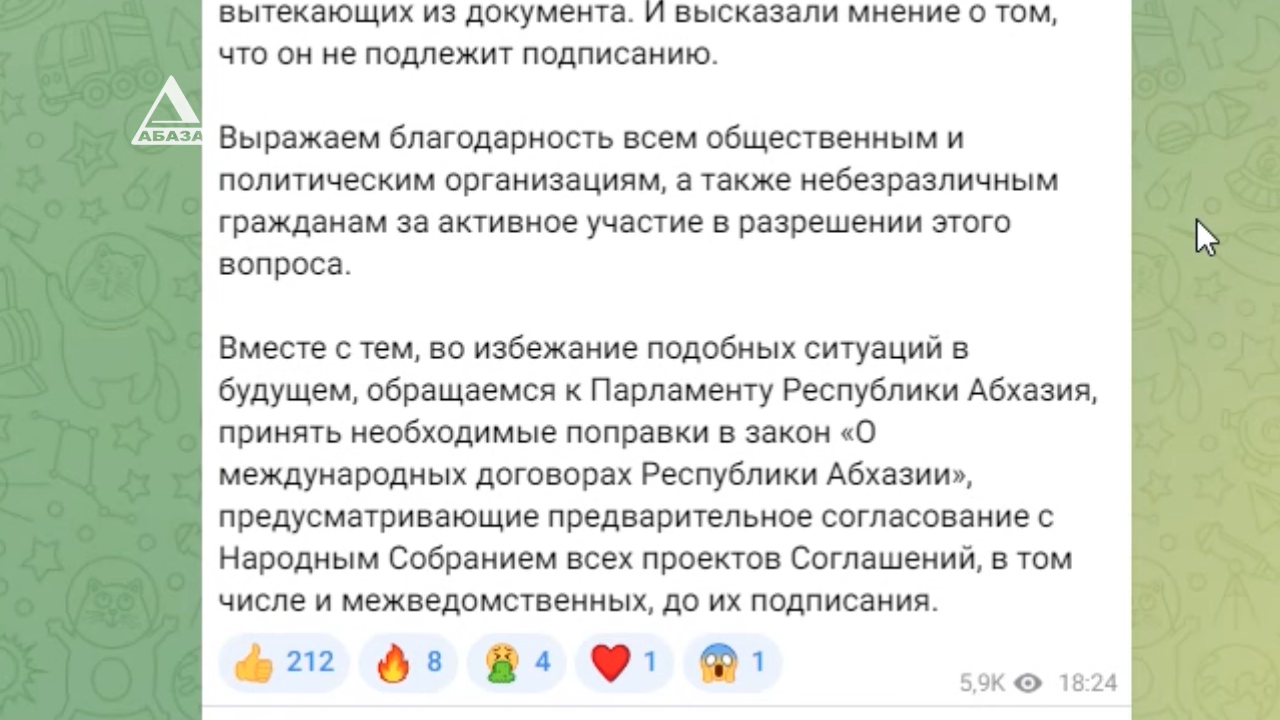 вытекающих из документа. И высказали мнение о том,
что он не подлежит подписанию.
АБАЗА
Выражаем благодарность всем общественным и
политическим организациям, а также небезразличным
гражданам за активное участие в разрешении этого
вопроса.
Вместе с тем, во избежание подобных ситуаций в
будущем, обращаемся к Парламенту Республики Абхазия,
принять необходимые поправки в закон «О
международных договорах Республики Абхазии»,
предусматривающие предварительное согласование с
Народным Собранием всех проектов Соглашений, в том
числе и межведомственных, до их подписания.
212 8 4 1 1
5,9K 18:24